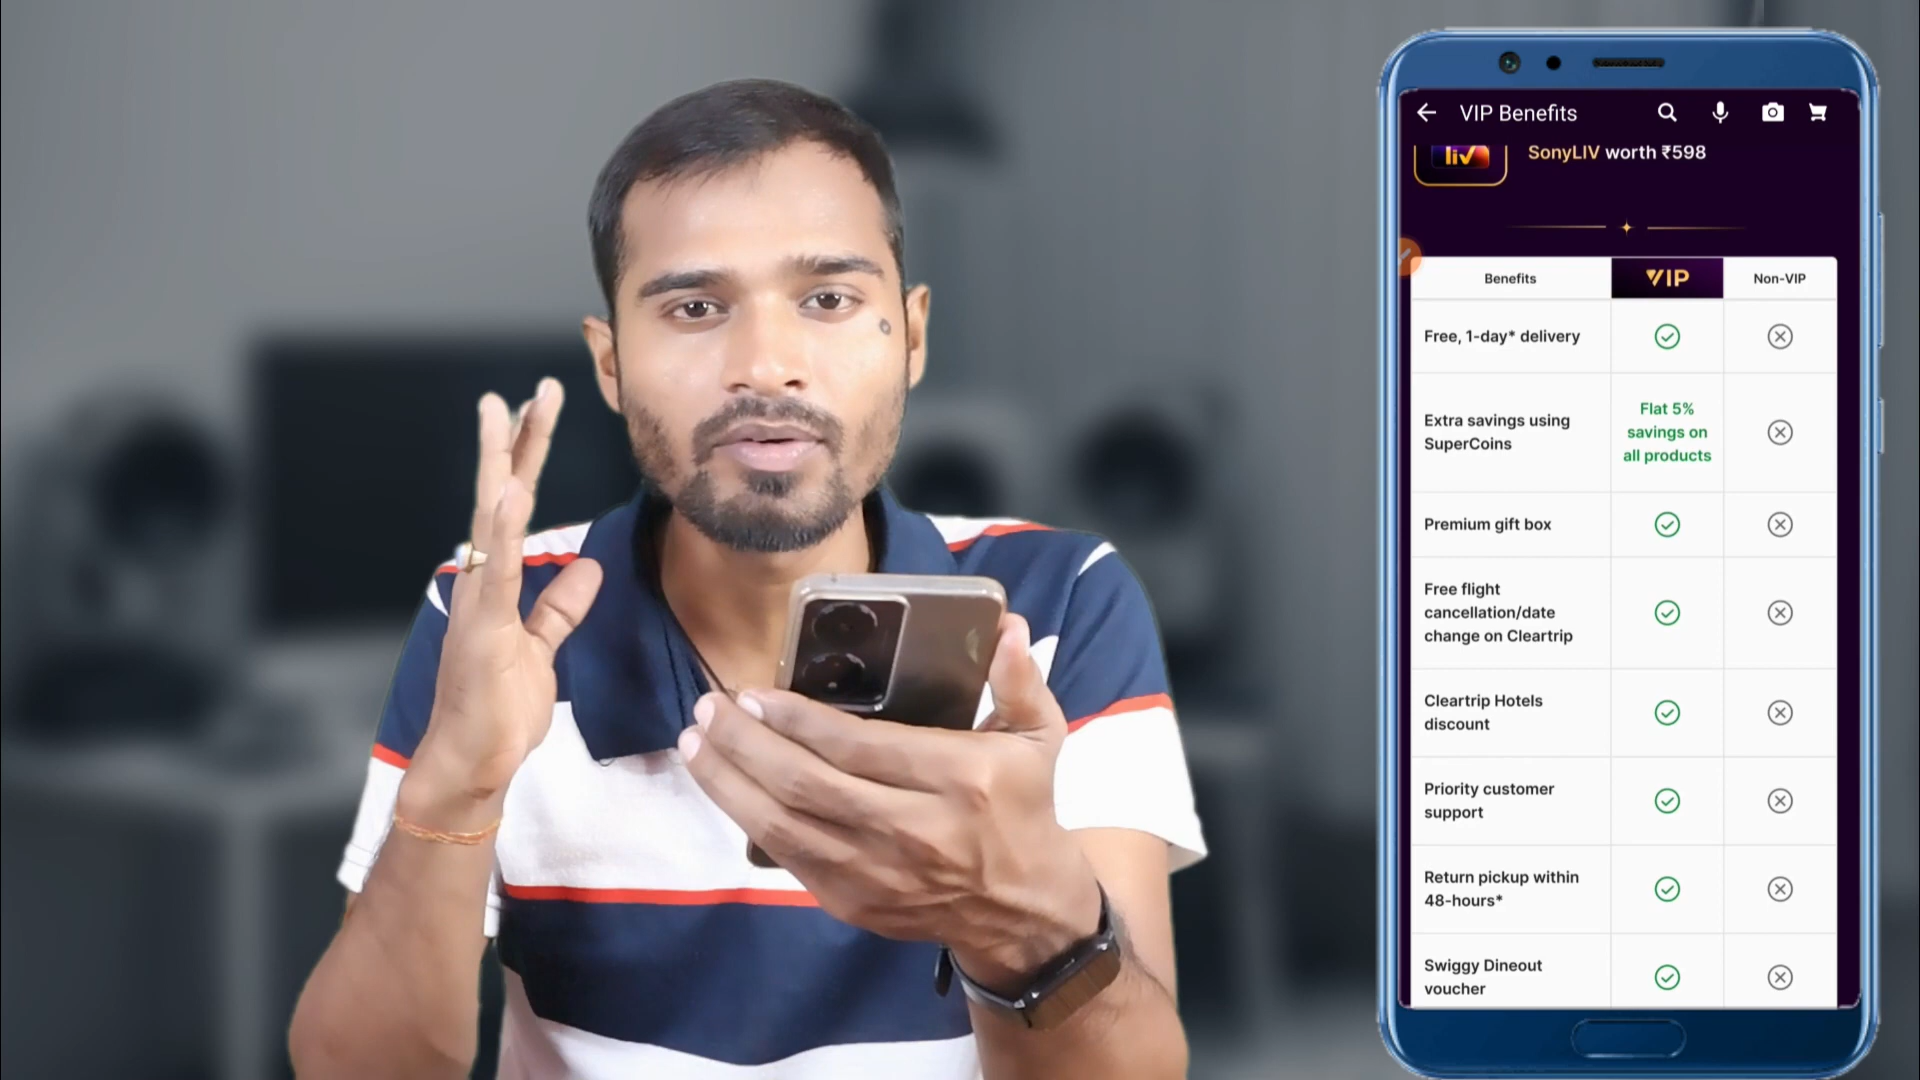 VIP Benefits
liv
SonyLIV worth ₹598
Benefits
VIP
Non-VIP
Free, 1-day* delivery
Extra savings using
SuperCoins
Flat 5%
savings on
all products
Premium gift box
Free flight
cancellation/date
change on Cleartrip
Cleartrip Hotels
discount
Priority customer
support
Return pickup within
48-hours*
Swiggy Dineout
voucher